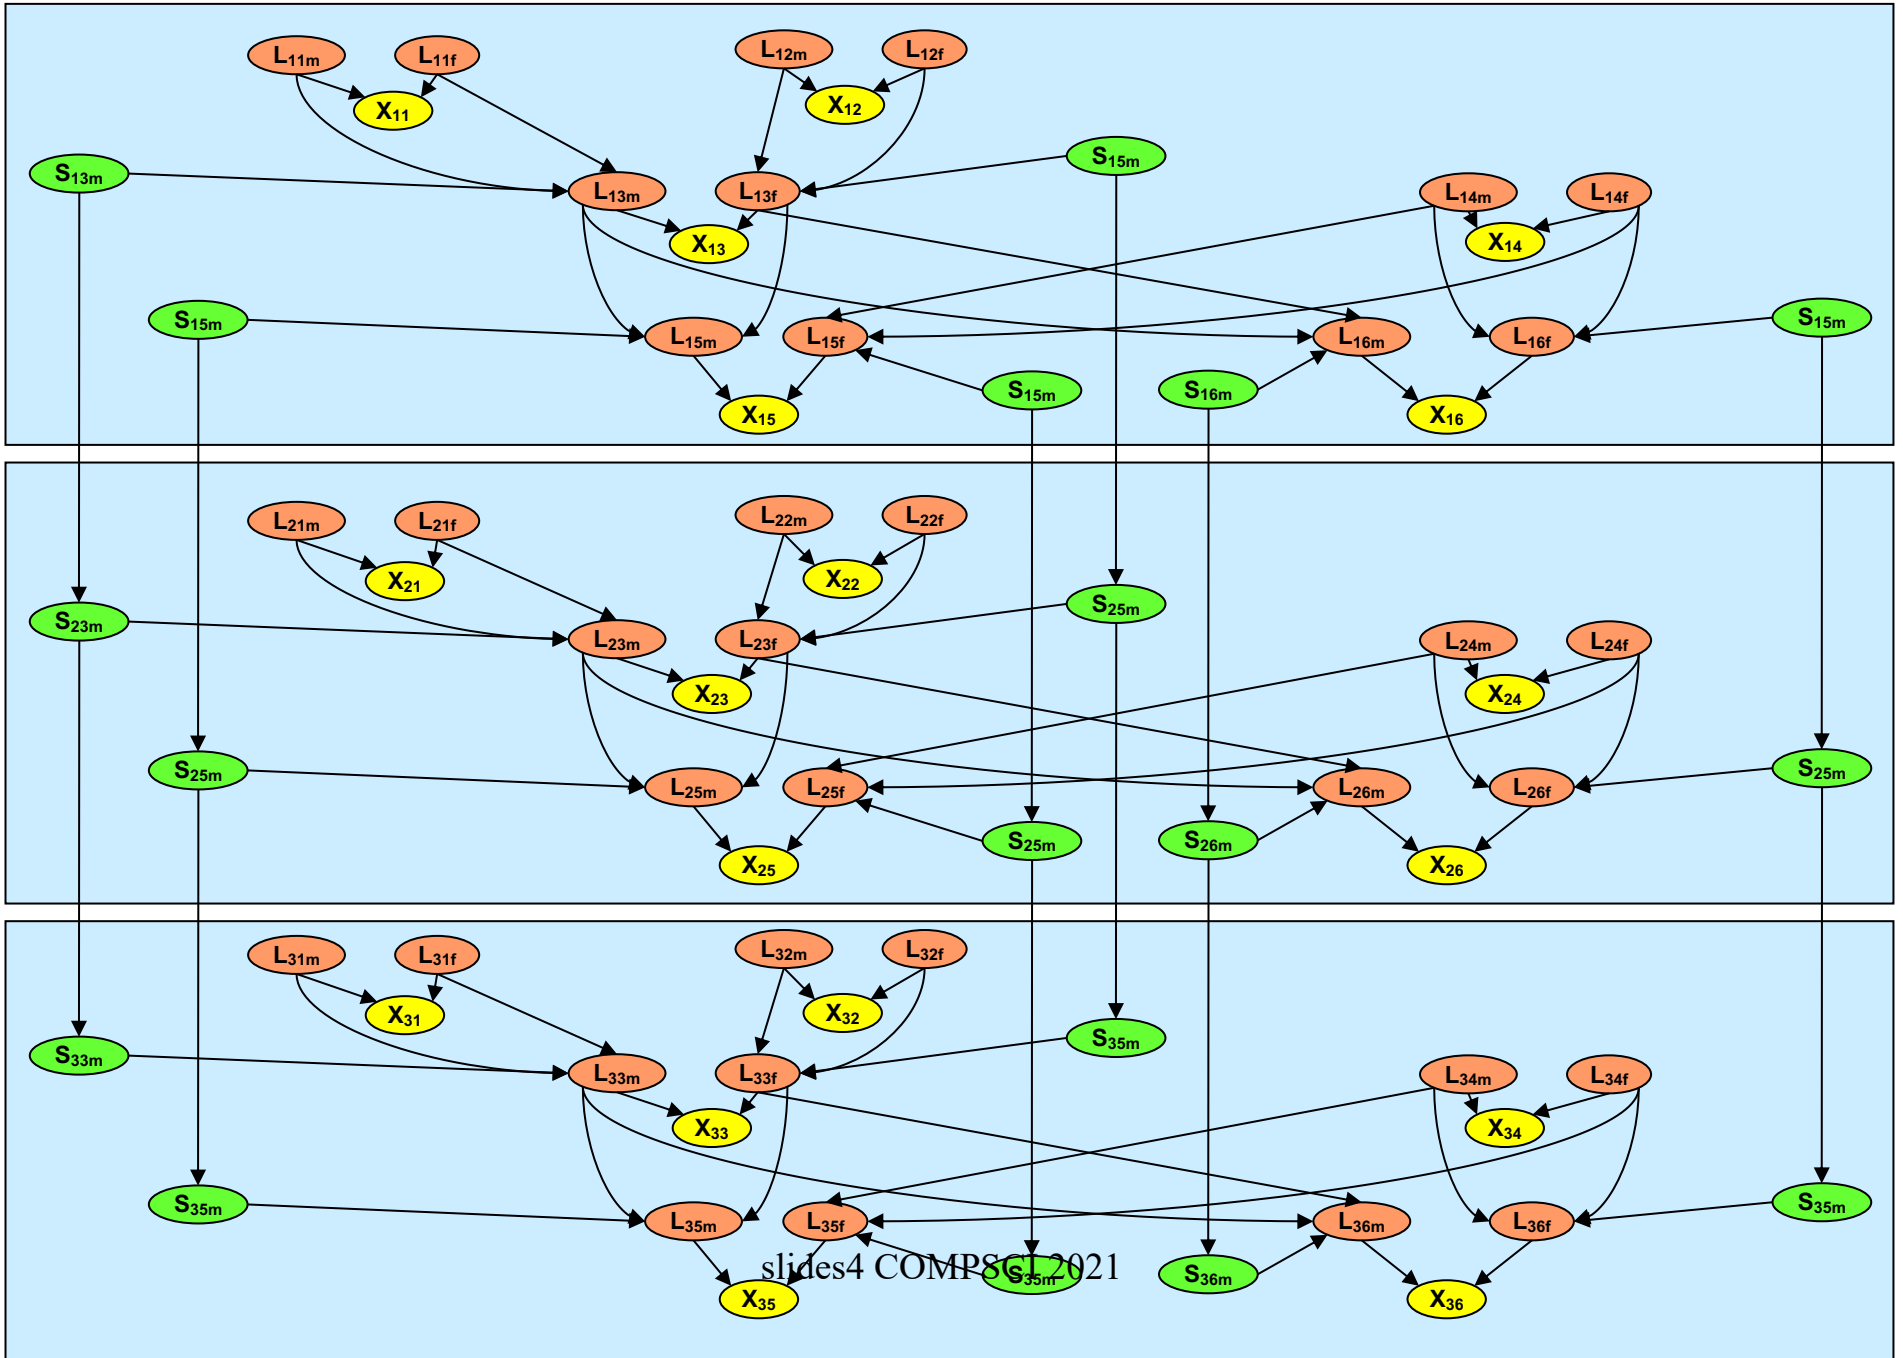 L11m L11f L12m L12f
X11 X12
S13m S15m
L13m L13f L14m L14f
X13 X14
S15m S15m
L15m L15f L16m L16f
S15m S16m
X15 X16
L21m L21f L22m L22f
X21 X22
S23m S25m
L23m L23f L24m L24f
X23 X24
S25m S25m
L25m L25f L26m L26f
S25m S26m
X25 X26
L31m L31f L32m L32f
X31 X32
S33m S35m
L33m L33f L34m L34f
X33 X34
S35m S35m
L35m L35f L36m L36f
slides4 COMPSCI 2021
S35m S36m
X35 X36